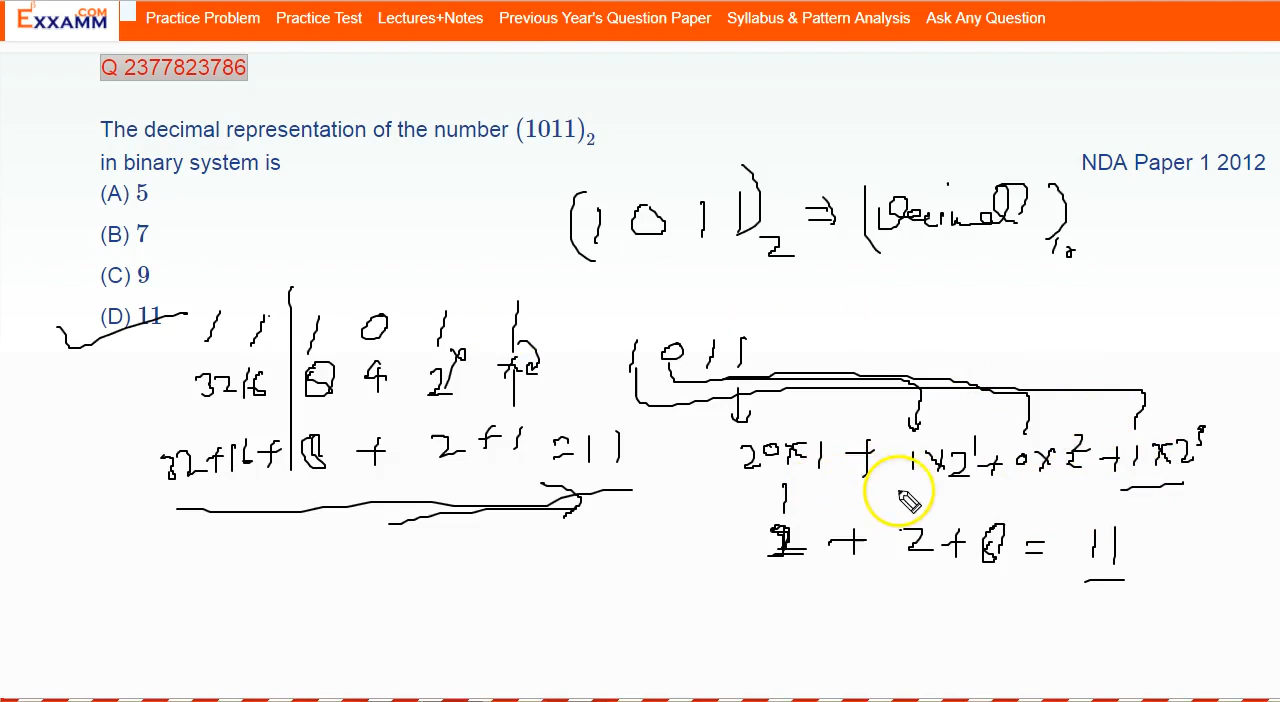 EXXAMM .COM
Practice Problem Practice Test Lectures+Notes Previous Year's Question Paper Syllabus & Pattern Analysis Ask Any Question
Q 2377823786
The decimal representation of the number (1011)₂
in binary system is
NDA Paper 1 2012
(A) 5
(B) 7
(C) 9
(D) 11
(1011)₂ ⇒ (Decimal)₁₀
1 1 | 1 0 1 1
32 16 8 4 2
32+16+8 + 2+1 = 11
1011
2⁰×1 + 1×2¹ + 0×2² + 1×2³
1
1 + 2 + 8 = 11